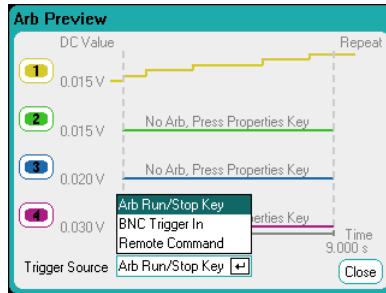 Arb Preview
DC Value
Repeat
1
0.015 V
2
0.015 V
No Arb, Press Properties Key
3
0.020 V
No Arb, Press Properties Key
4
0.030 V
perties Key
Arb Run/Stop Key
BNC Trigger In
Remote Command
Time
9.000 s
Trigger Source
Arb Run/Stop Key
Close